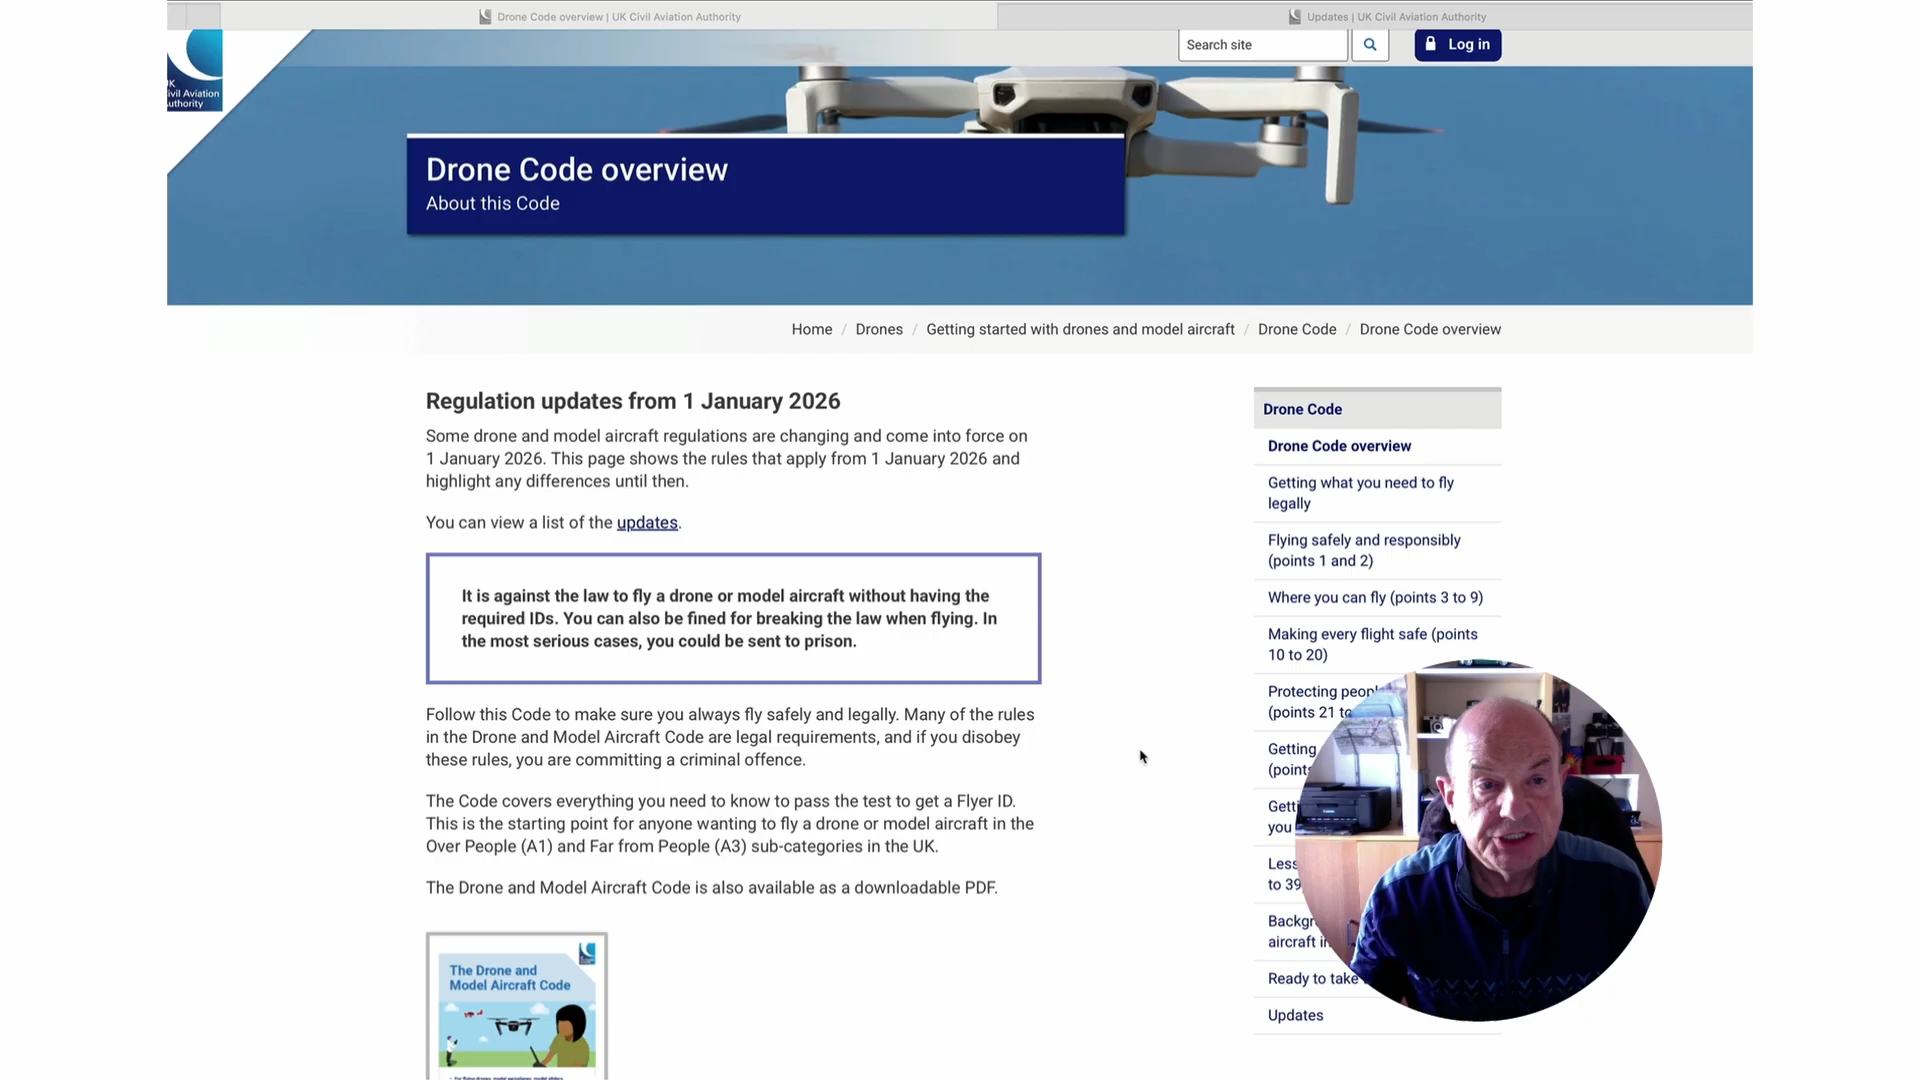 Drone Code overview | UK Civil Aviation Authority
Updates | UK Civil Aviation Authority
UK
Civil Aviation
Authority
Search site
Log in
Drone Code overview
About this Code
Home / Drones / Getting started with drones and model aircraft / Drone Code / Drone Code overview
Regulation updates from 1 January 2026
Some drone and model aircraft regulations are changing and come into force on
1 January 2026. This page shows the rules that apply from 1 January 2026 and
highlight any differences until then.
You can view a list of the updates.
It is against the law to fly a drone or model aircraft without having the
required IDs. You can also be fined for breaking the law when flying. In
the most serious cases, you could be sent to prison.
Follow this Code to make sure you always fly safely and legally. Many of the rules
in the Drone and Model Aircraft Code are legal requirements, and if you disobey
these rules, you are committing a criminal offence.
The Code covers everything you need to know to pass the test to get a Flyer ID.
This is the starting point for anyone wanting to fly a drone or model aircraft in the
Over People (A1) and Far from People (A3) sub-categories in the UK.
The Drone and Model Aircraft Code is also available as a downloadable PDF.
The Drone and
Model Aircraft Code
Drone Code
Drone Code overview
Getting what you need to fly
legally
Flying safely and responsibly
(points 1 and 2)
Where you can fly (points 3 to 9)
Making every flight safe (points
10 to 20)
Protecting
(points 21
Getting
you
to 39
aircraft
Ready to take
Updates